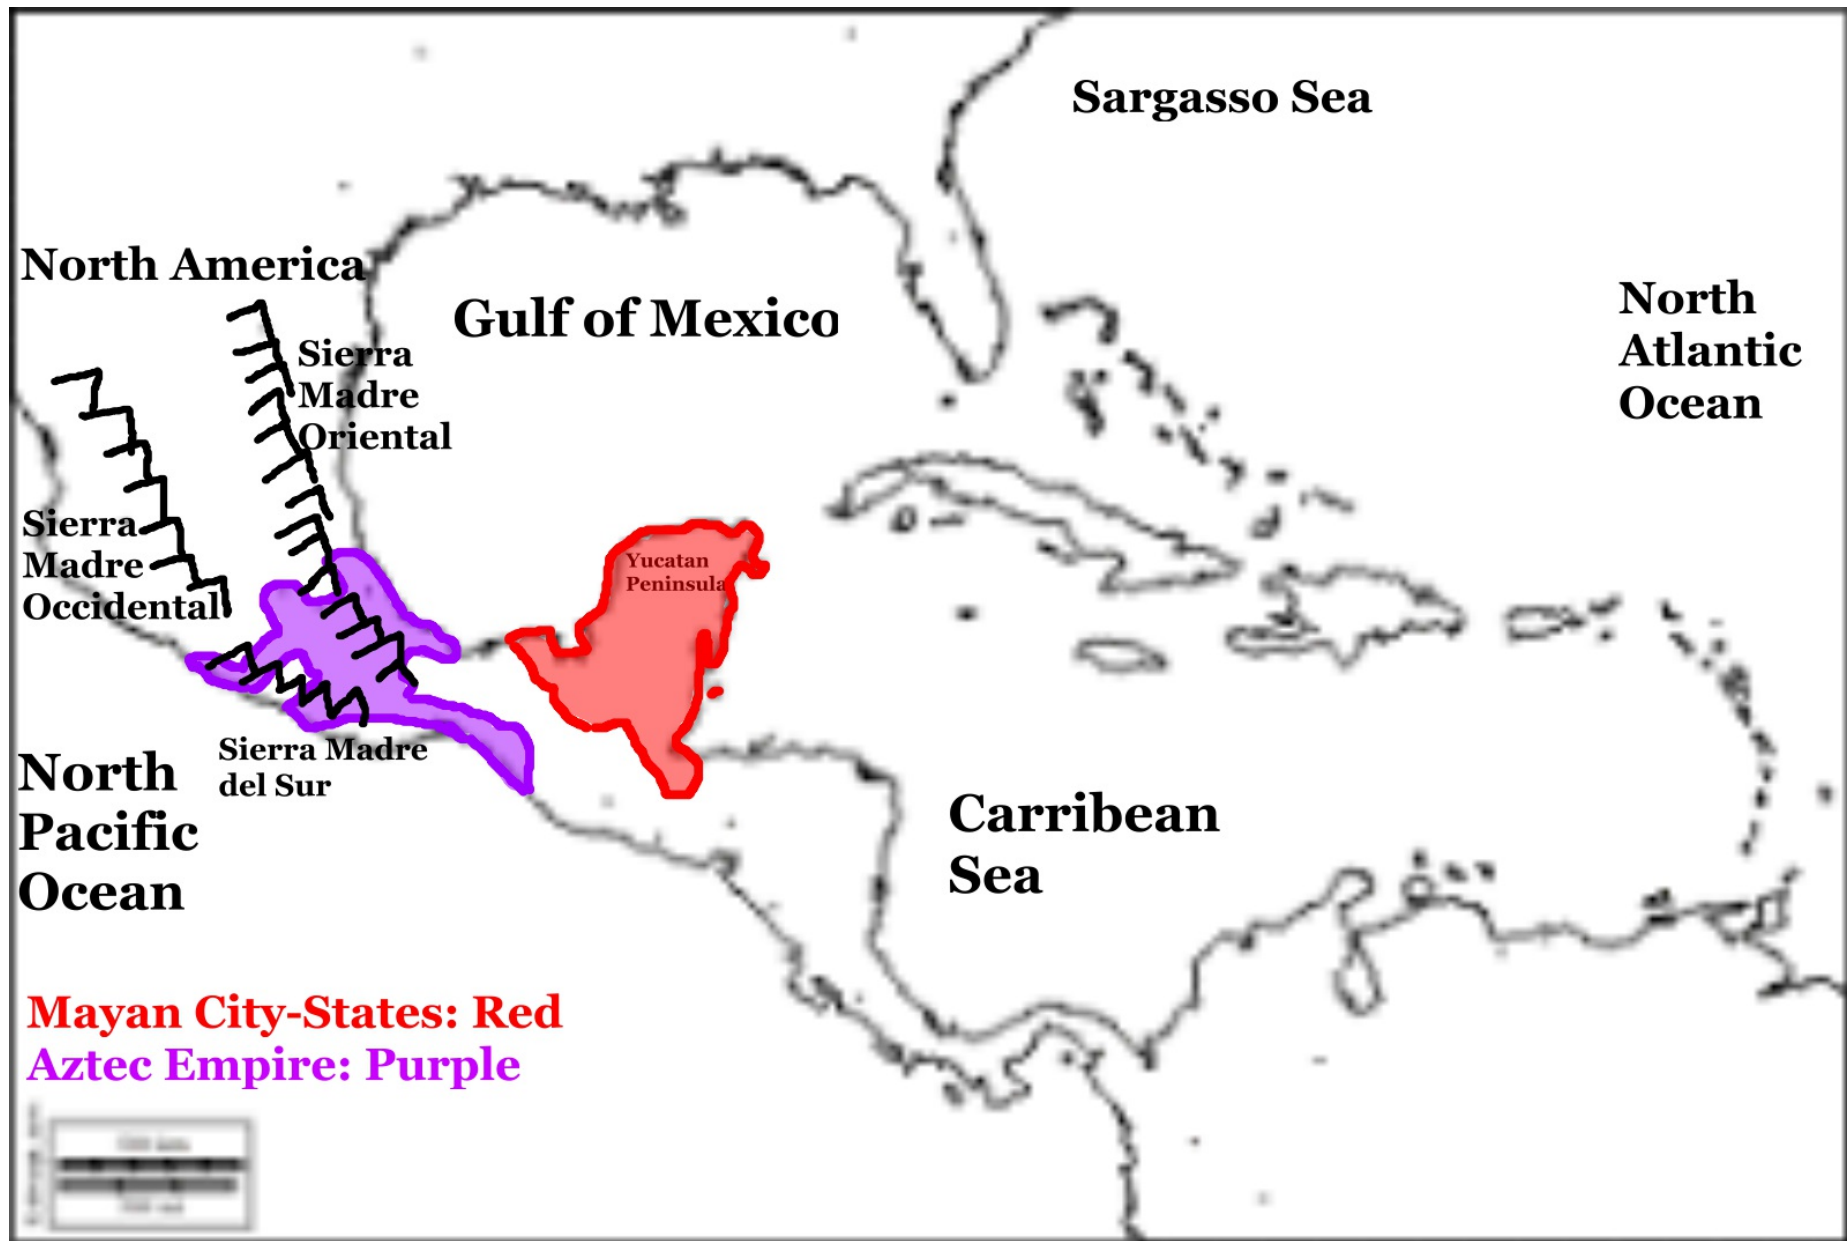 Sargasso Sea
North America
Gulf of Mexico
North
Atlantic
Ocean
Sierra
Madre
Oriental
Sierra
Madre
Occidental
Yucatan
Peninsula
Sierra Madre
del Sur
North
Pacific
Ocean
Carribean
Sea
Mayan City-States: Red
Aztec Empire: Purple